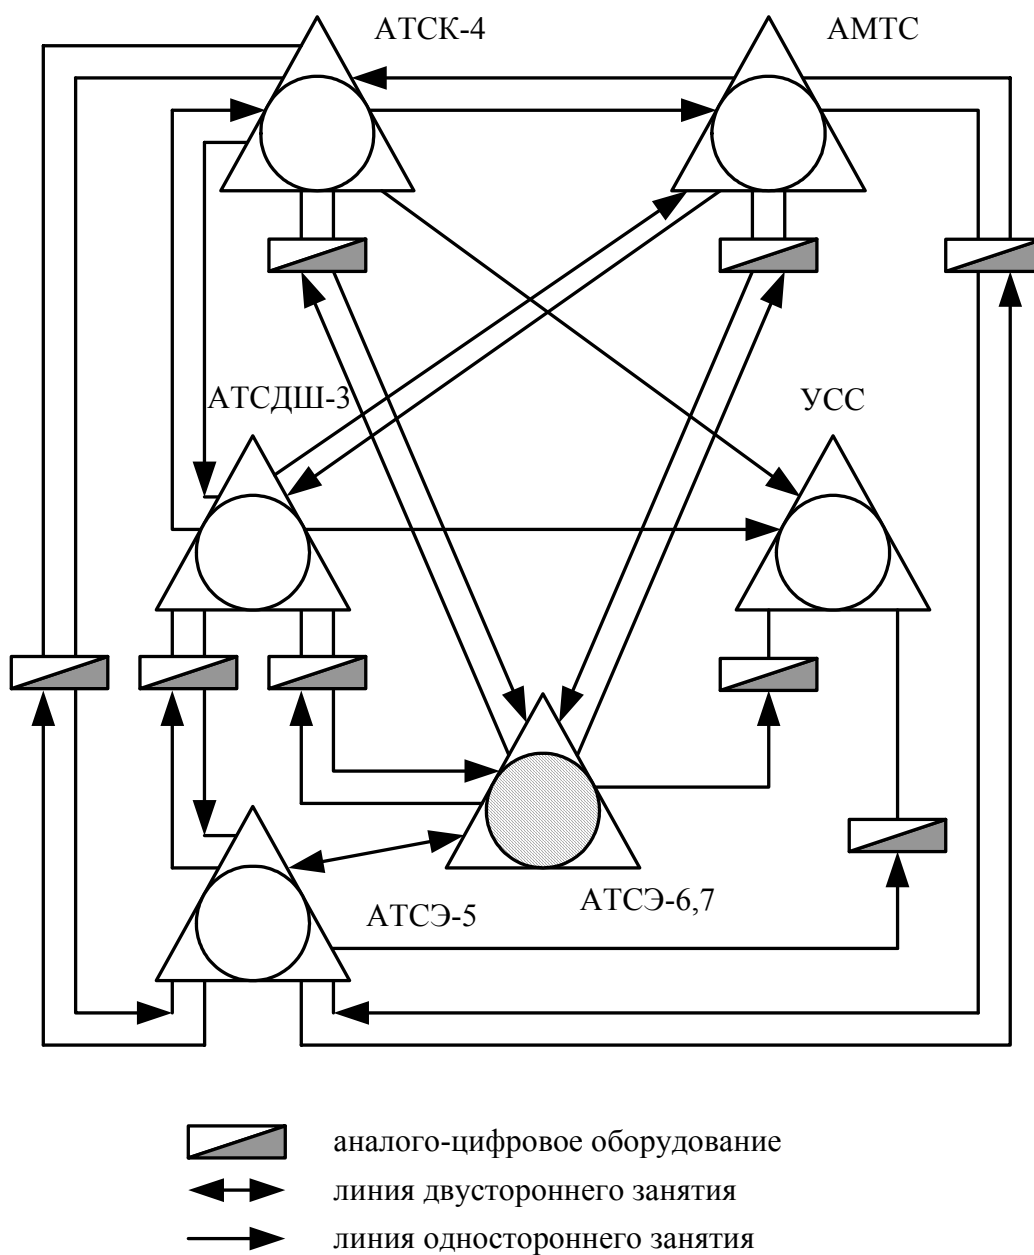 АТСК-4
АМТС
АТСДШ-3
УСС
АТСЭ-6,7
АТСЭ-5
аналого-цифровое оборудование
линия двустороннего занятия
линия одностороннего занятия